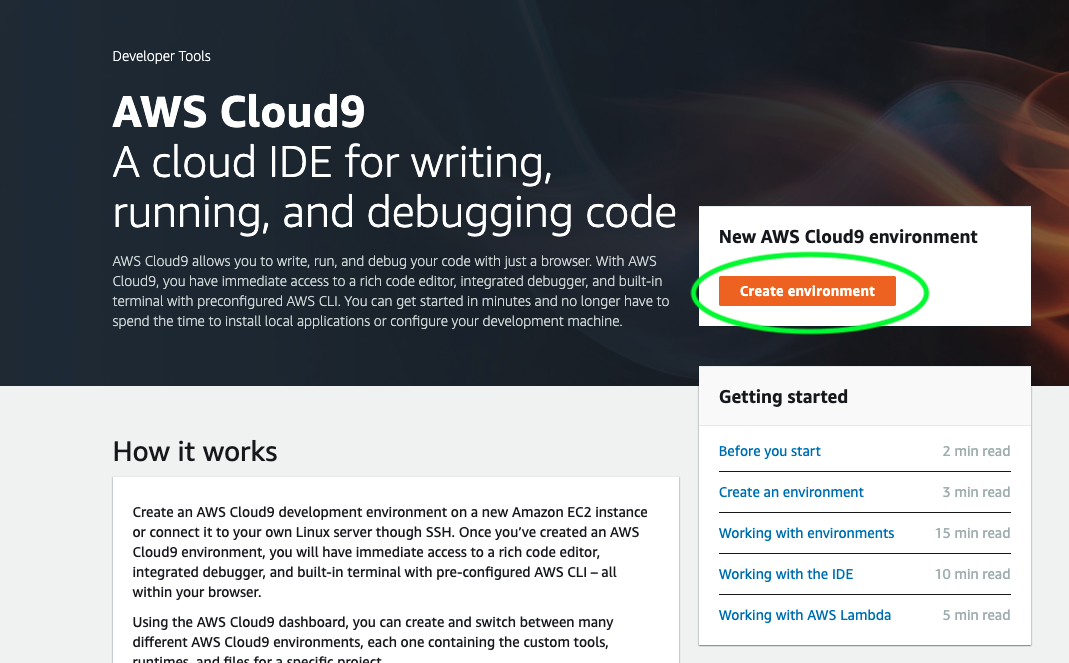 Developer Tools
AWS Cloud9
A cloud IDE for writing,
running, and debugging code
AWS Cloud9 allows you to write, run, and debug your code with just a browser. With AWS
Cloud9, you have immediate access to a rich code editor, integrated debugger, and built-in
terminal with preconfigured AWS CLI. You can get started in minutes and no longer have to
spend the time to install local applications or configure your development machine.
New AWS Cloud9 environment
Create environment
Getting started
Before you start 2 min read
Create an environment 3 min read
Working with environments 15 min read
Working with the IDE 10 min read
Working with AWS Lambda 5 min read
How it works
Create an AWS Cloud9 development environment on a new Amazon EC2 instance
or connect it to your own Linux server though SSH. Once you’ve created an AWS
Cloud9 environment, you will have immediate access to a rich code editor,
integrated debugger, and built-in terminal with pre-configured AWS CLI – all
within your browser.
Using the AWS Cloud9 dashboard, you can create and switch between many
different AWS Cloud9 environments, each one containing the custom tools,
runtimes, and files for a specific project.